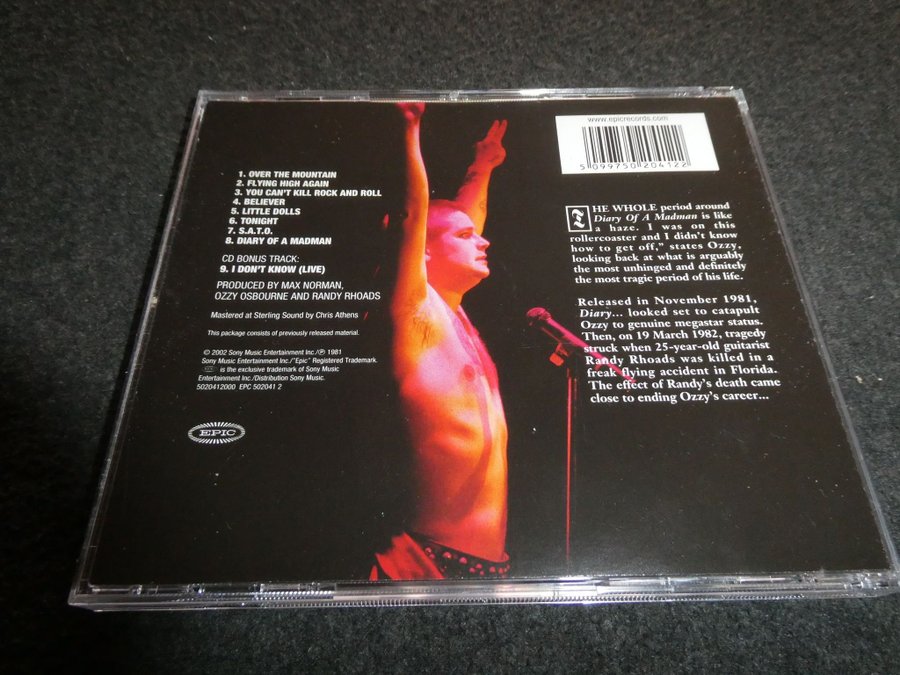 www.epicrecords.com
5 099750 204122
1. OVER THE MOUNTAIN
2. FLYING HIGH AGAIN
3. YOU CAN'T KILL ROCK AND ROLL
4. BELIEVER
5. LITTLE DOLLS
6. TONIGHT
7. S.A.T.O.
8. DIARY OF A MADMAN
CD BONUS TRACK:
9. I DON'T KNOW (LIVE)
PRODUCED BY MAX NORMAN,
OZZY OSBOURNE AND RANDY RHOADS
Mastered at Sterling Sound by Chris Athens
This package consists of previously released material.
© 2002 Sony Music Entertainment Inc./℗ 1981
Sony Music Entertainment Inc./"Epic" Registered Trademark.
is the exclusive trademark of Sony Music
Entertainment Inc./Distribution Sony Music.
5020412000 EPC 502041 2
EPIC
THE WHOLE period around
Diary Of A Madman is like
a haze. I was on this
rollercoaster and I didn't know
how to get off," states Ozzy,
looking back at what is arguably
the most unhinged and definitely
the most tragic period of his life.
Released in November 1981,
Diary... looked set to catapult
Ozzy to genuine megastar status.
Then, on 19 March 1982, tragedy
struck when 25-year-old guitarist
Randy Rhoads was killed in a
freak flying accident in Florida.
The effect of Randy's death came
close to ending Ozzy's career...